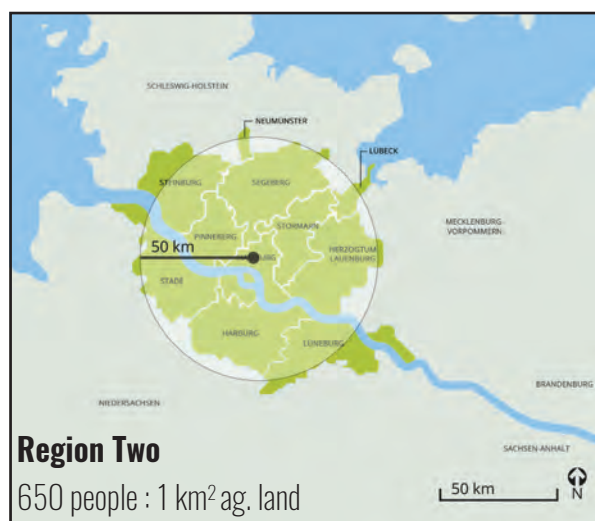 SCHLESWIG-HOLSTEIN
NEUMÜNSTER
LÜBECK
STEINBURG
SEGEBERG
STORMARN
MECKLENBURG-
VORPOMMERN
PINNEBERG
50 km
HERZOGTUM
LAUENBURG
STADE
HARBURG
LÜNEBURG
NIEDERSACHSEN
BRANDENBURG
SACHSEN-ANHALT
Region Two
650 people : 1 km² ag. land
50 km
N